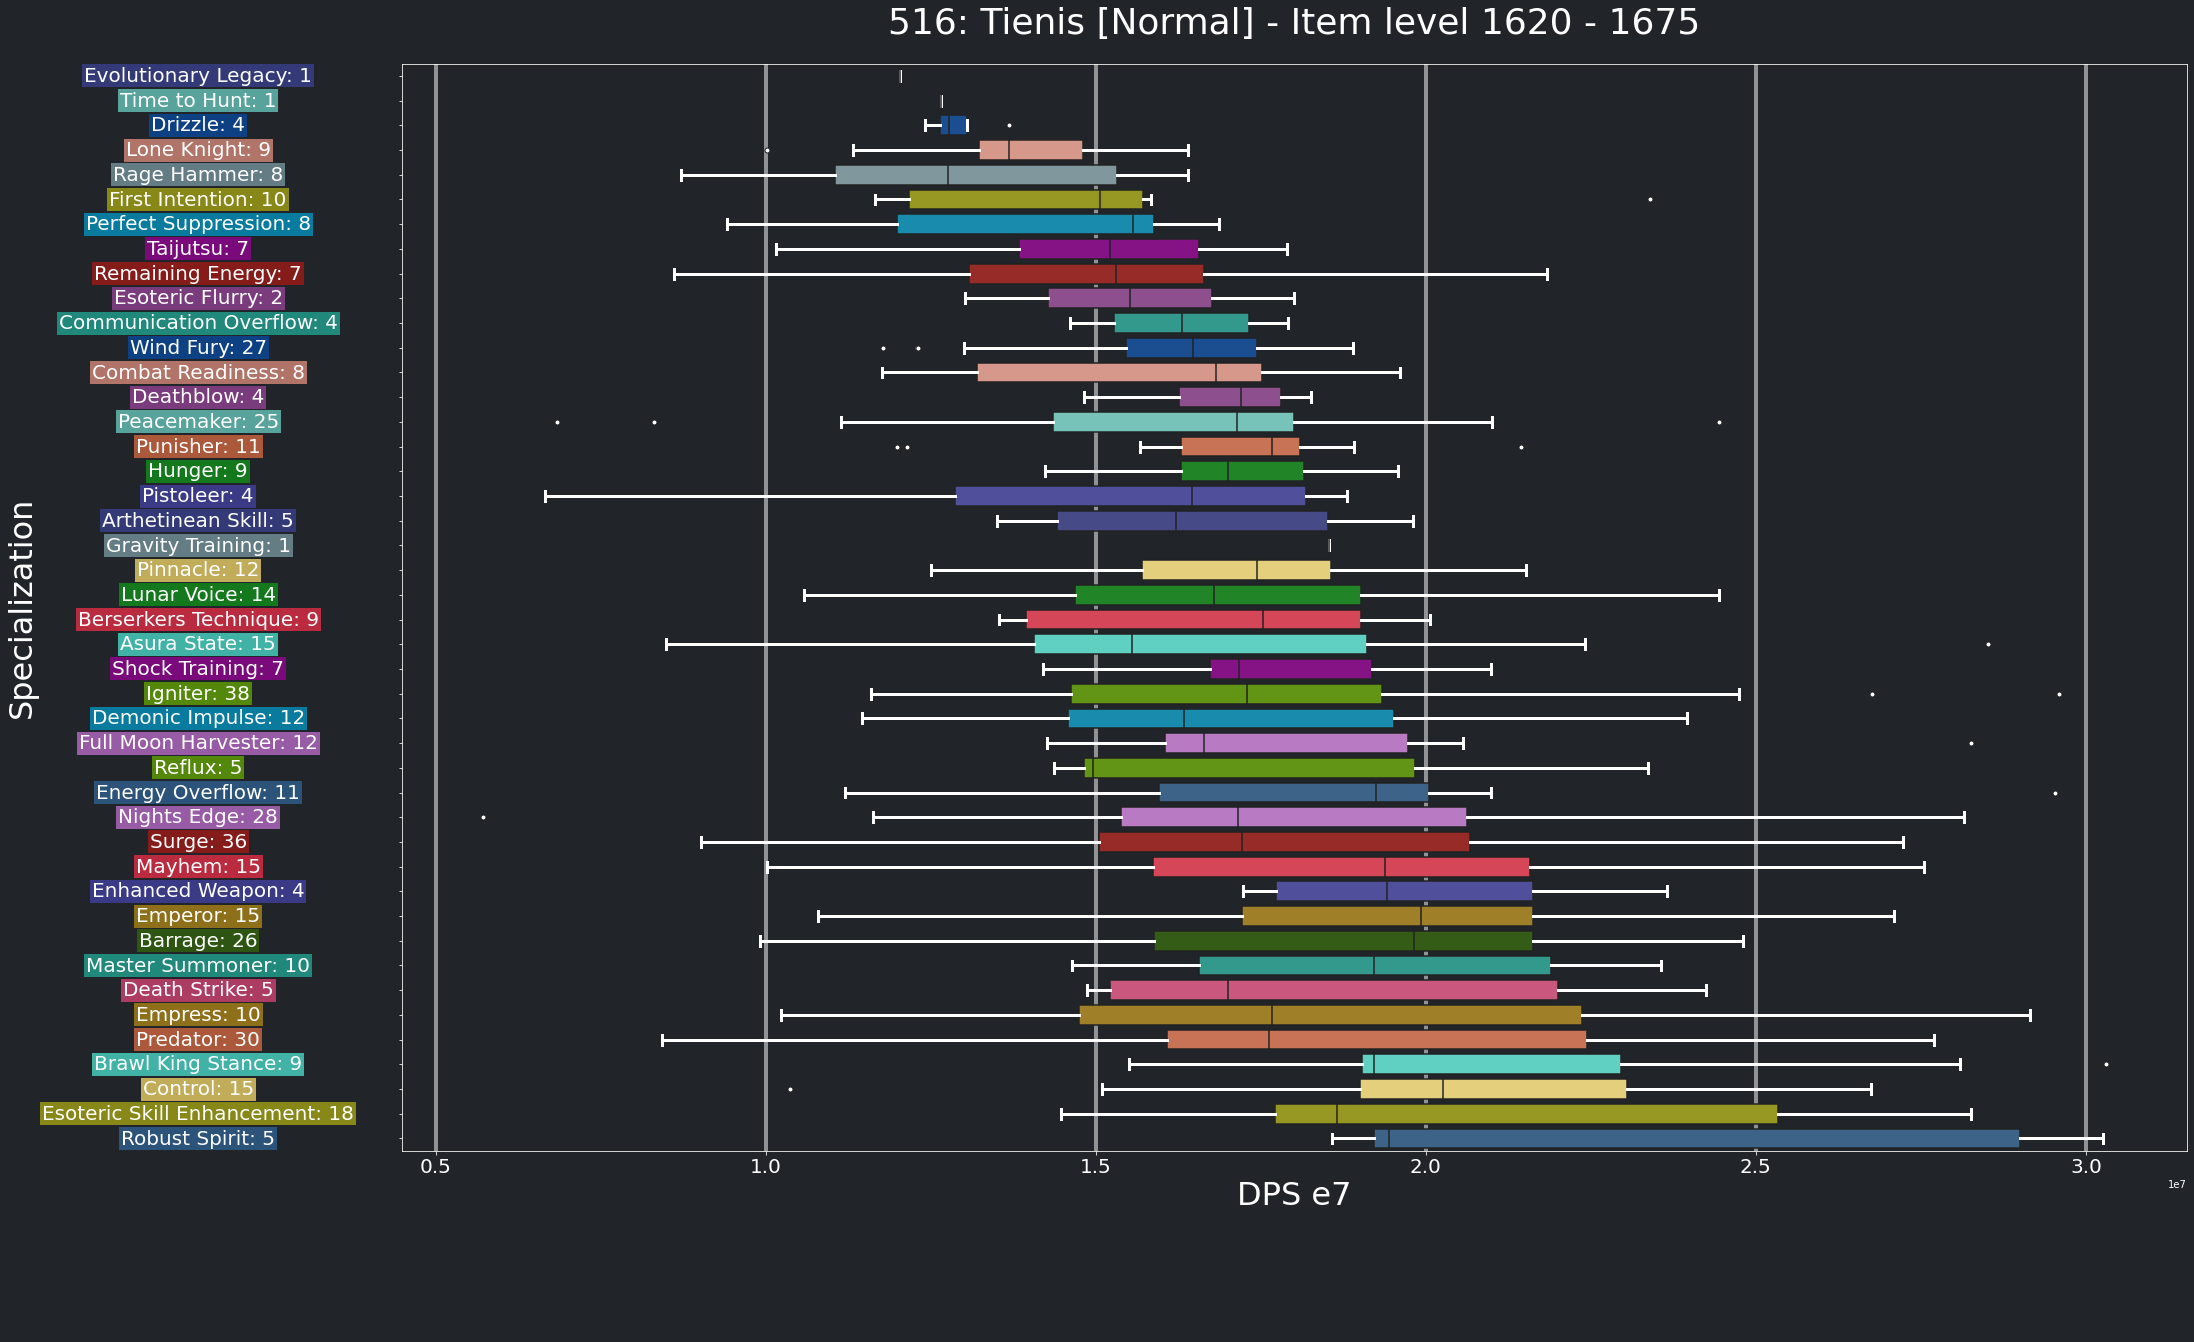 516: Tienis [Normal] - Item level 1620 - 1675
Evolutionary Legacy: 1
Time to Hunt: 1
Drizzle: 4
Lone Knight: 9
Rage Hammer: 8
First Intention: 10
Perfect Suppression: 8
Taijutsu: 7
Remaining Energy: 7
Esoteric Flurry: 2
Communication Overflow: 4
Wind Fury: 27
Combat Readiness: 8
Deathblow: 4
Peacemaker: 25
Punisher: 11
Hunger: 9
Pistoleer: 4
Arthetinean Skill: 5
Gravity Training: 1
Pinnacle: 12
Lunar Voice: 14
Berserkers Technique: 9
Asura State: 15
Shock Training: 7
Igniter: 38
Demonic Impulse: 12
Full Moon Harvester: 12
Reflux: 5
Energy Overflow: 11
Nights Edge: 28
Surge: 36
Mayhem: 15
Enhanced Weapon: 4
Emperor: 15
Barrage: 26
Master Summoner: 10
Death Strike: 5
Empress: 10
Predator: 30
Brawl King Stance: 9
Control: 15
Esoteric Skill Enhancement: 18
Robust Spirit: 5
Specialization
0.5 1.0 1.5 2.0 2.5 3.0
1e7
DPS e7